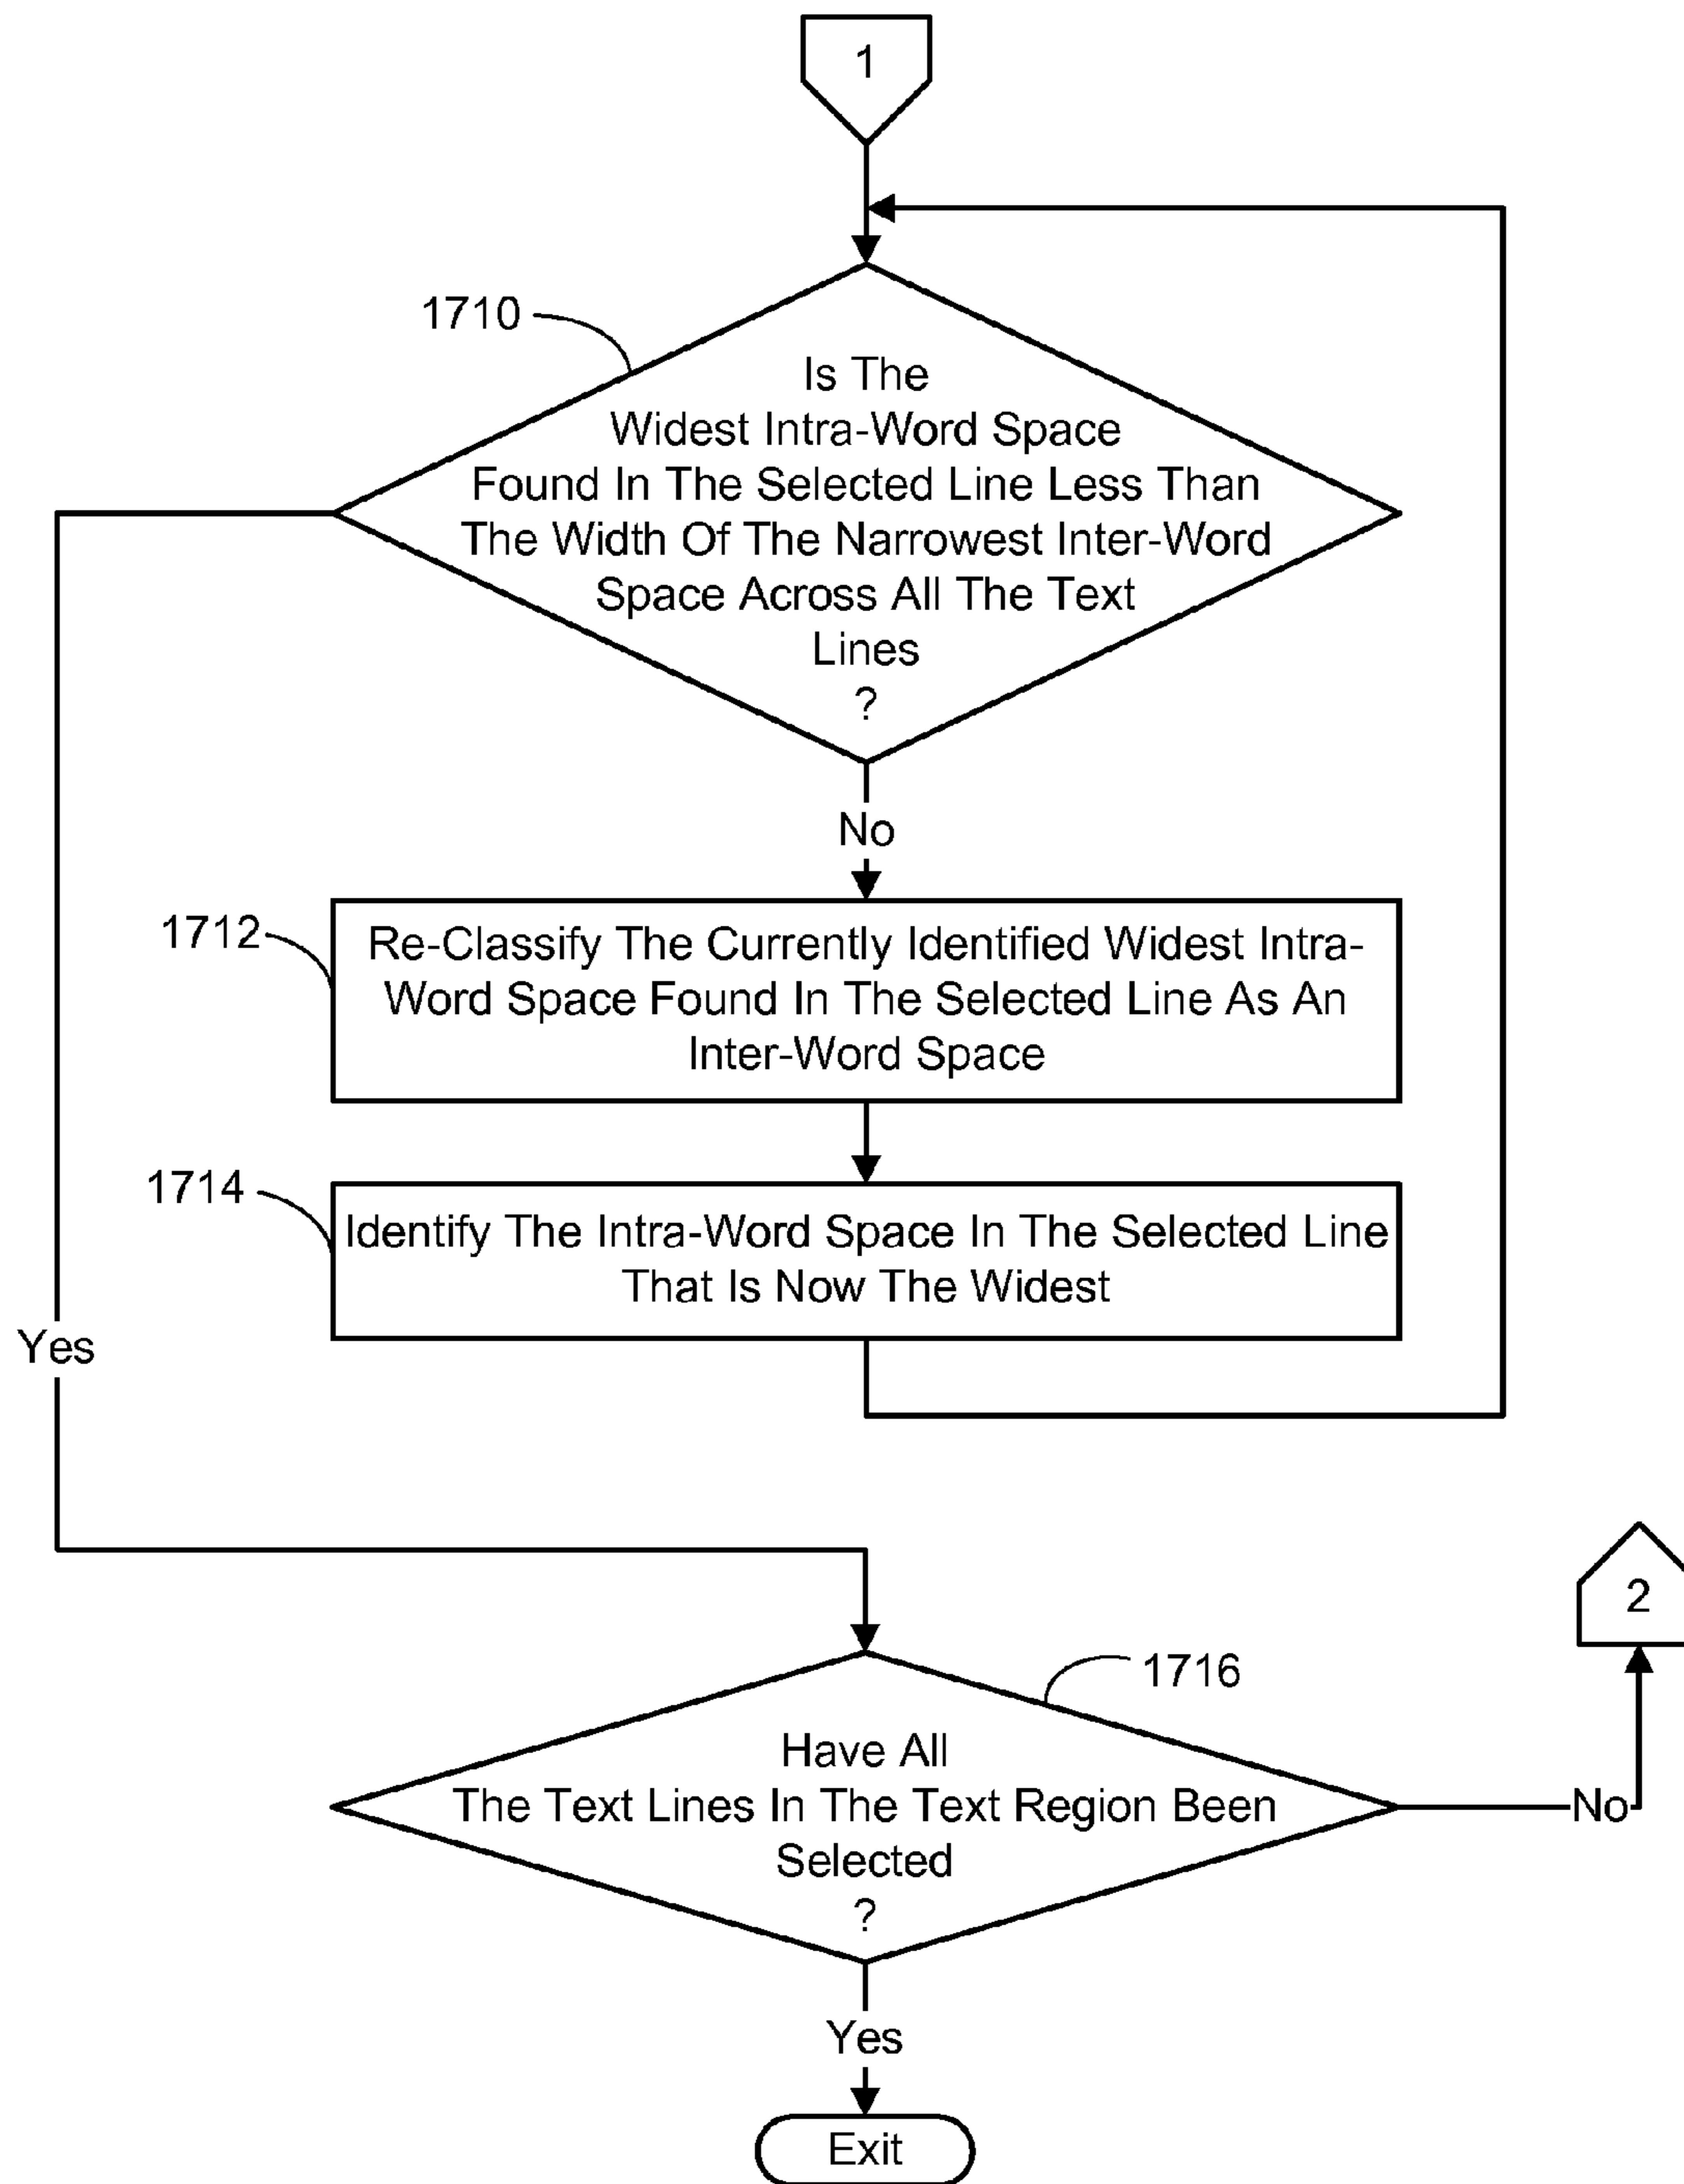 1
1710
Is The
Widest Intra-Word Space
Found In The Selected Line Less Than
The Width Of The Narrowest Inter-Word
Space Across All The Text
Lines
?
No
1712
Re-Classify The Currently Identified Widest Intra-
Word Space Found In The Selected Line As An
Inter-Word Space
1714
Identify The Intra-Word Space In The Selected Line
That Is Now The Widest
Yes
2
1716
Have All
The Text Lines In The Text Region Been
Selected
?
No
Yes
Exit